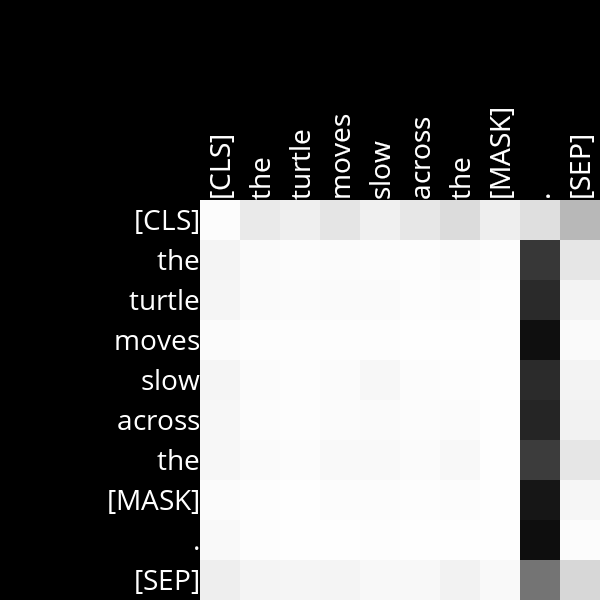 [CLS] the turtle moves slow across the [MASK] . [SEP]
[CLS]
the
turtle
moves
slow
across
the
[MASK]
.
[SEP]